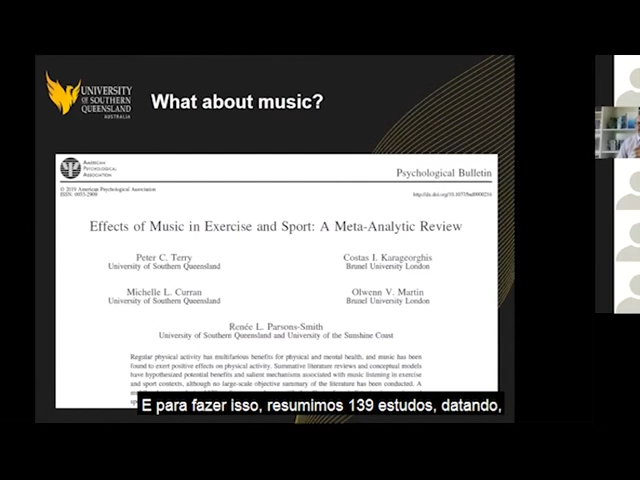 UNIVERSITY
OF SOUTHERN
QUEENSLAND
AUSTRALIA
What about music?
AMERICAN
PSYCHOLOGICAL
ASSOCIATION
Psychological Bulletin
ISSN: 0033-2909
Effects of Music in Exercise and Sport: A Meta-Analytic Review
Peter C. Terry
University of Southern Queensland
Costas I. Karageorghis
Brunel University London
Michelle L. Curran
University of Southern Queensland
Olwenn V. Martin
Brunel University London
Renée L. Parsons-Smith
University of Southern Queensland and University of the Sunshine Coast
Regular physical activity has multifarious benefits for physical and mental health, and music has been
found to exert positive effects on physical activity. Summative literature reviews and conceptual models
have hypothesized potential benefits and salient mechanisms associated with music listening in exercise
and sport contexts, although no large-scale objective summary of the literature has been conducted. A
E para fazer isso, resumimos 139 estudos, datando,